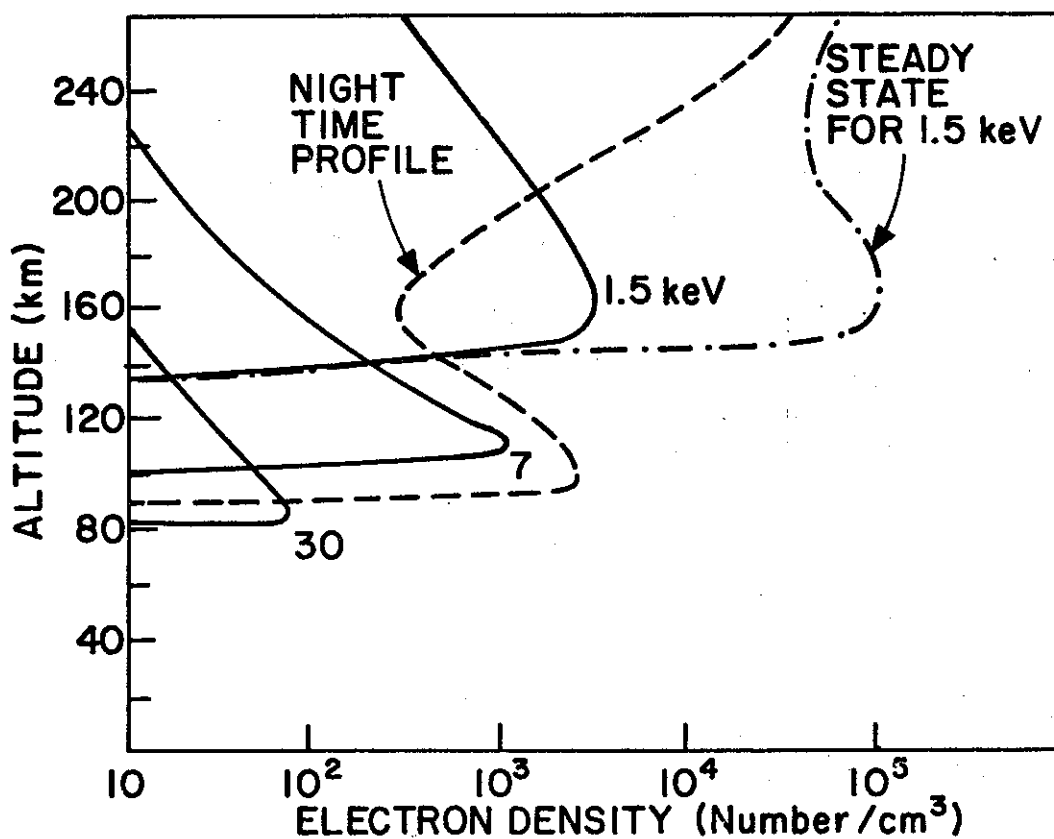 NIGHT
TIME
PROFILE
STEADY
STATE
FOR 1.5 keV
1.5 keV
7
30
ALTITUDE (km)
240
200
160
120
80
40
10
10²
10³
10⁴
10⁵
ELECTRON DENSITY (Number/cm³)